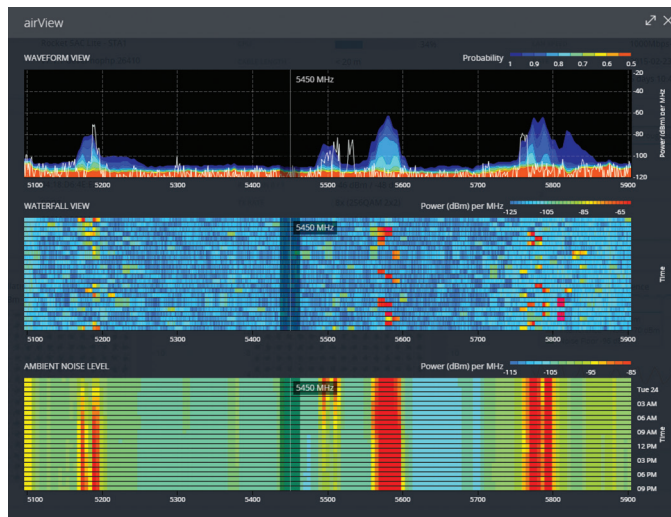 airView
WAVEFORM VIEW
Probability
1 0.9 0.8 0.7 0.6 0.5
5450 MHz
-20
-40
-60
-80
-100
-120
Power (dBm) per MHz
5100 5200 5300 5400 5500 5600 5700 5800 5900
WATERFALL VIEW
Power (dBm) per MHz
-125 -105 -85 -65
5450 MHz
Time
5100 5200 5300 5400 5500 5600 5700 5800 5900
AMBIENT NOISE LEVEL
Power (dBm) per MHz
-115 -105 -95 -85
5450 MHz
Tue 24
03 AM
06 AM
09 AM
12 PM
03 PM
06 PM
09 PM
Time
5100 5200 5300 5400 5500 5600 5700 5800 5900